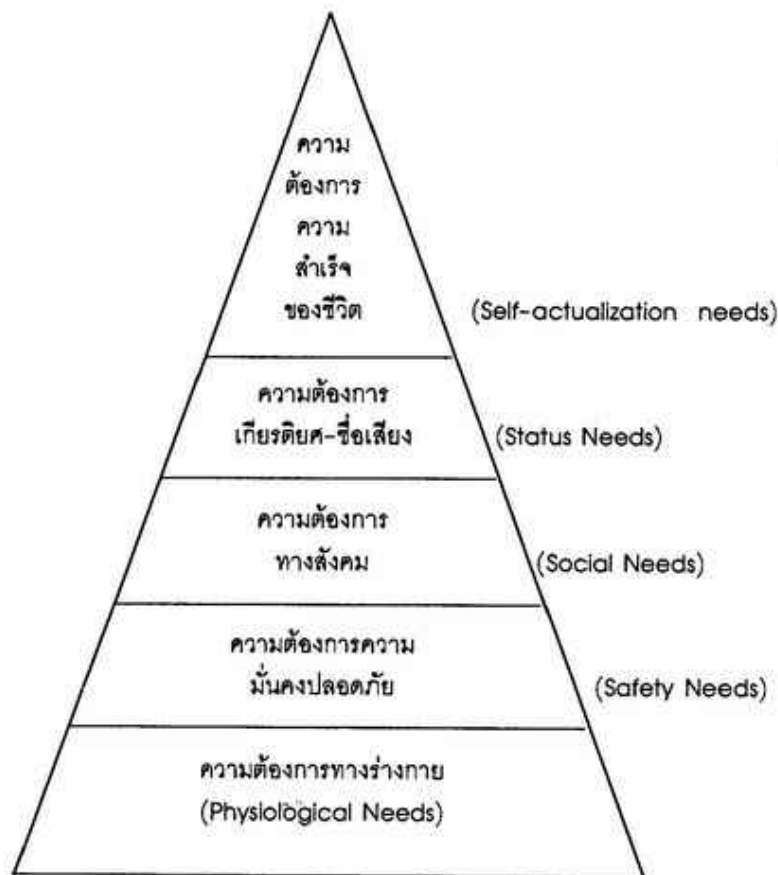 ความ
ต้องการ
ความ
สำเร็จ
ของชีวิต
(Self-actualization needs)
ความต้องการ
เกียรติยศ-ชื่อเสียง
(Status Needs)
ความต้องการ
ทางสังคม
(Social Needs)
ความต้องการความ
มั่นคงปลอดภัย
(Safety Needs)
ความต้องการทางร่างกาย
(Physiological Needs)